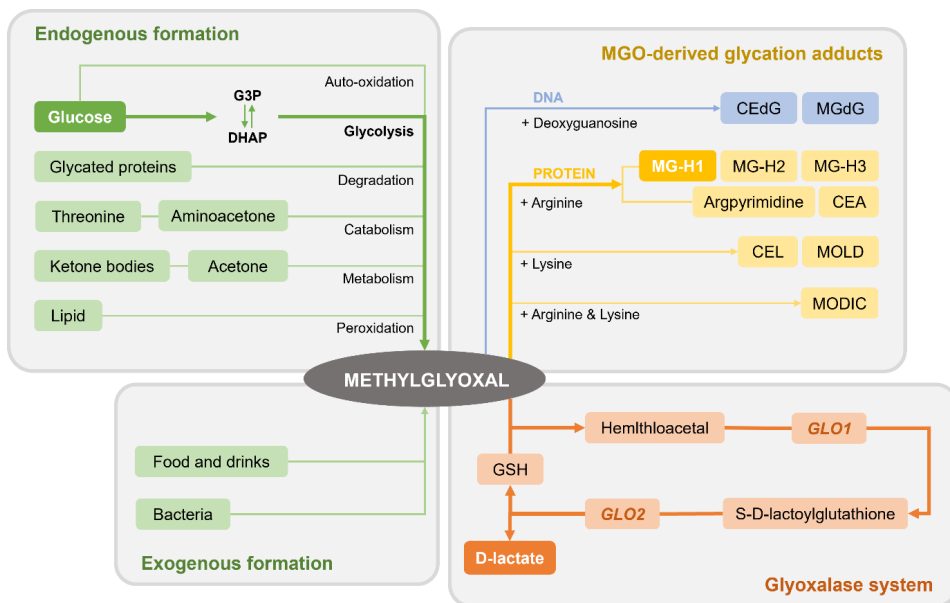 Endogenous formation
Auto-oxidation
Glucose
G3P
DHAP
Glycolysis
Glycated proteins
Degradation
Threonine
Aminoacetone
Catabolism
Ketone bodies
Acetone
Metabolism
Lipid
Peroxidation
MGO-derived glycation adducts
DNA
+ Deoxyguanosine
CEdG
MGdG
PROTEIN
+ Arginine
MG-H1
MG-H2
MG-H3
Argpyrimidine
CEA
+ Lysine
CEL
MOLD
+ Arginine & Lysine
MODIC
METHYLGLYOXAL
Food and drinks
Bacteria
Exogenous formation
HemIthloacetal
GLO1
GSH
GLO2
S-D-lactoylglutathione
D-lactate
Glyoxalase system